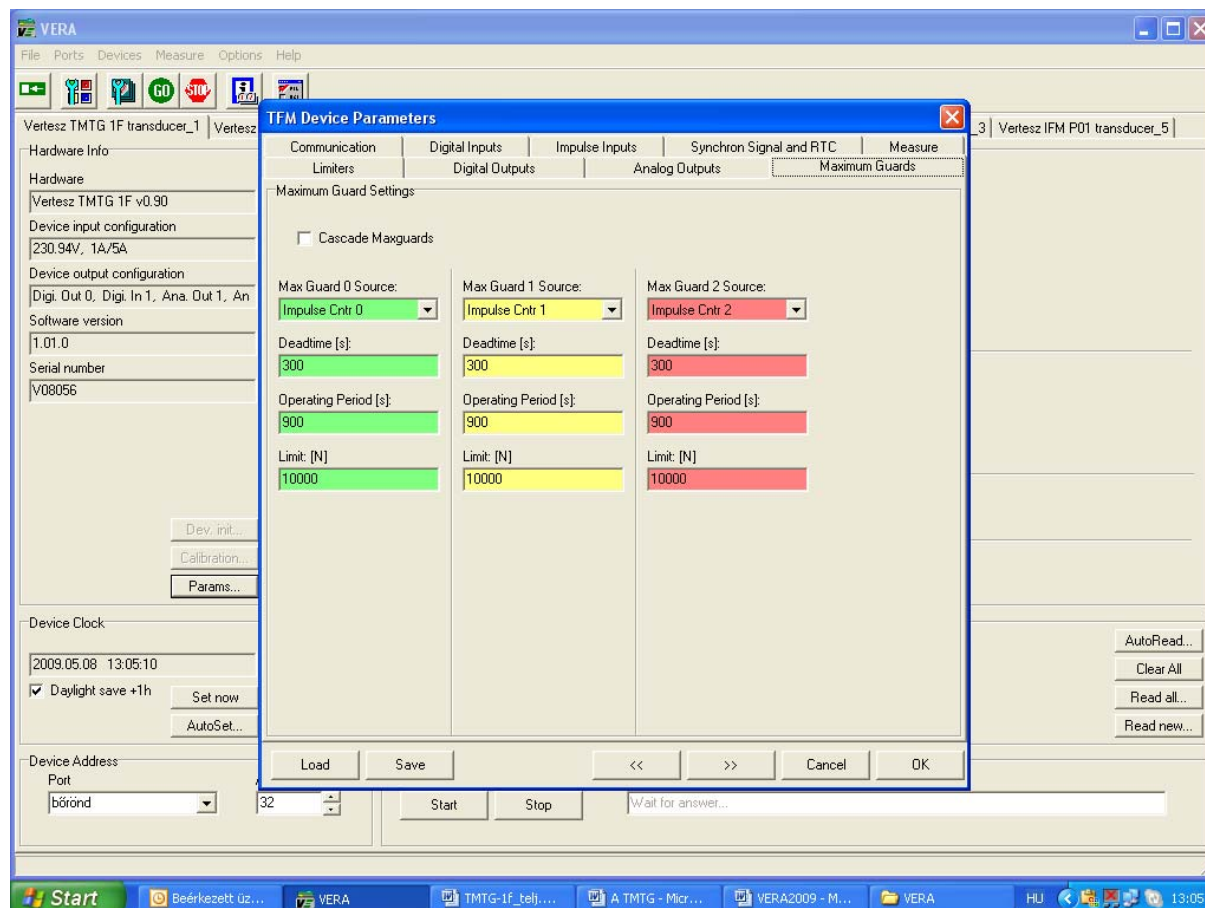 VERA
File Ports Devices Measure Options Help
GO STOP
Vertesz TMTG 1F transducer_1 Vertesz _3 Vertesz IFM P01 transducer_5
Hardware Info
Hardware
Vertesz TMTG 1F v0.90
Device input configuration
230.94V, 1A/5A
Device output configuration
Digi. Out 0, Digi. In 1, Ana. Out 1, An
Software version
1.01.0
Serial number
V08056
Dev. init...
Calibration...
Params...
Device Clock
2009.05.08 13:05:10
Daylight save +1h
Set now
AutoSet...
Device Address
Port
bőrönd
32
TFM Device Parameters
Communication Digital Inputs Impulse Inputs Synchron Signal and RTC Measure
Limiters Digital Outputs Analog Outputs Maximum Guards
Maximum Guard Settings
Cascade Maxguards
Max Guard 0 Source: Max Guard 1 Source: Max Guard 2 Source:
Impulse Cntr 0 Impulse Cntr 1 Impulse Cntr 2
Deadtime [s]: Deadtime [s]: Deadtime [s]:
300 300 300
Operating Period [s]: Operating Period [s]: Operating Period [s]:
900 900 900
Limit: [N] Limit: [N] Limit: [N]
10000 10000 10000
Load Save << >> Cancel OK
AutoRead...
Clear All
Read all...
Read new...
Start Stop Wait for answer...
Start Beérkezett üz... VERA TMTG-1f_telj.... A TMTG - Micr... VERA2009 - M... VERA HU 13:05